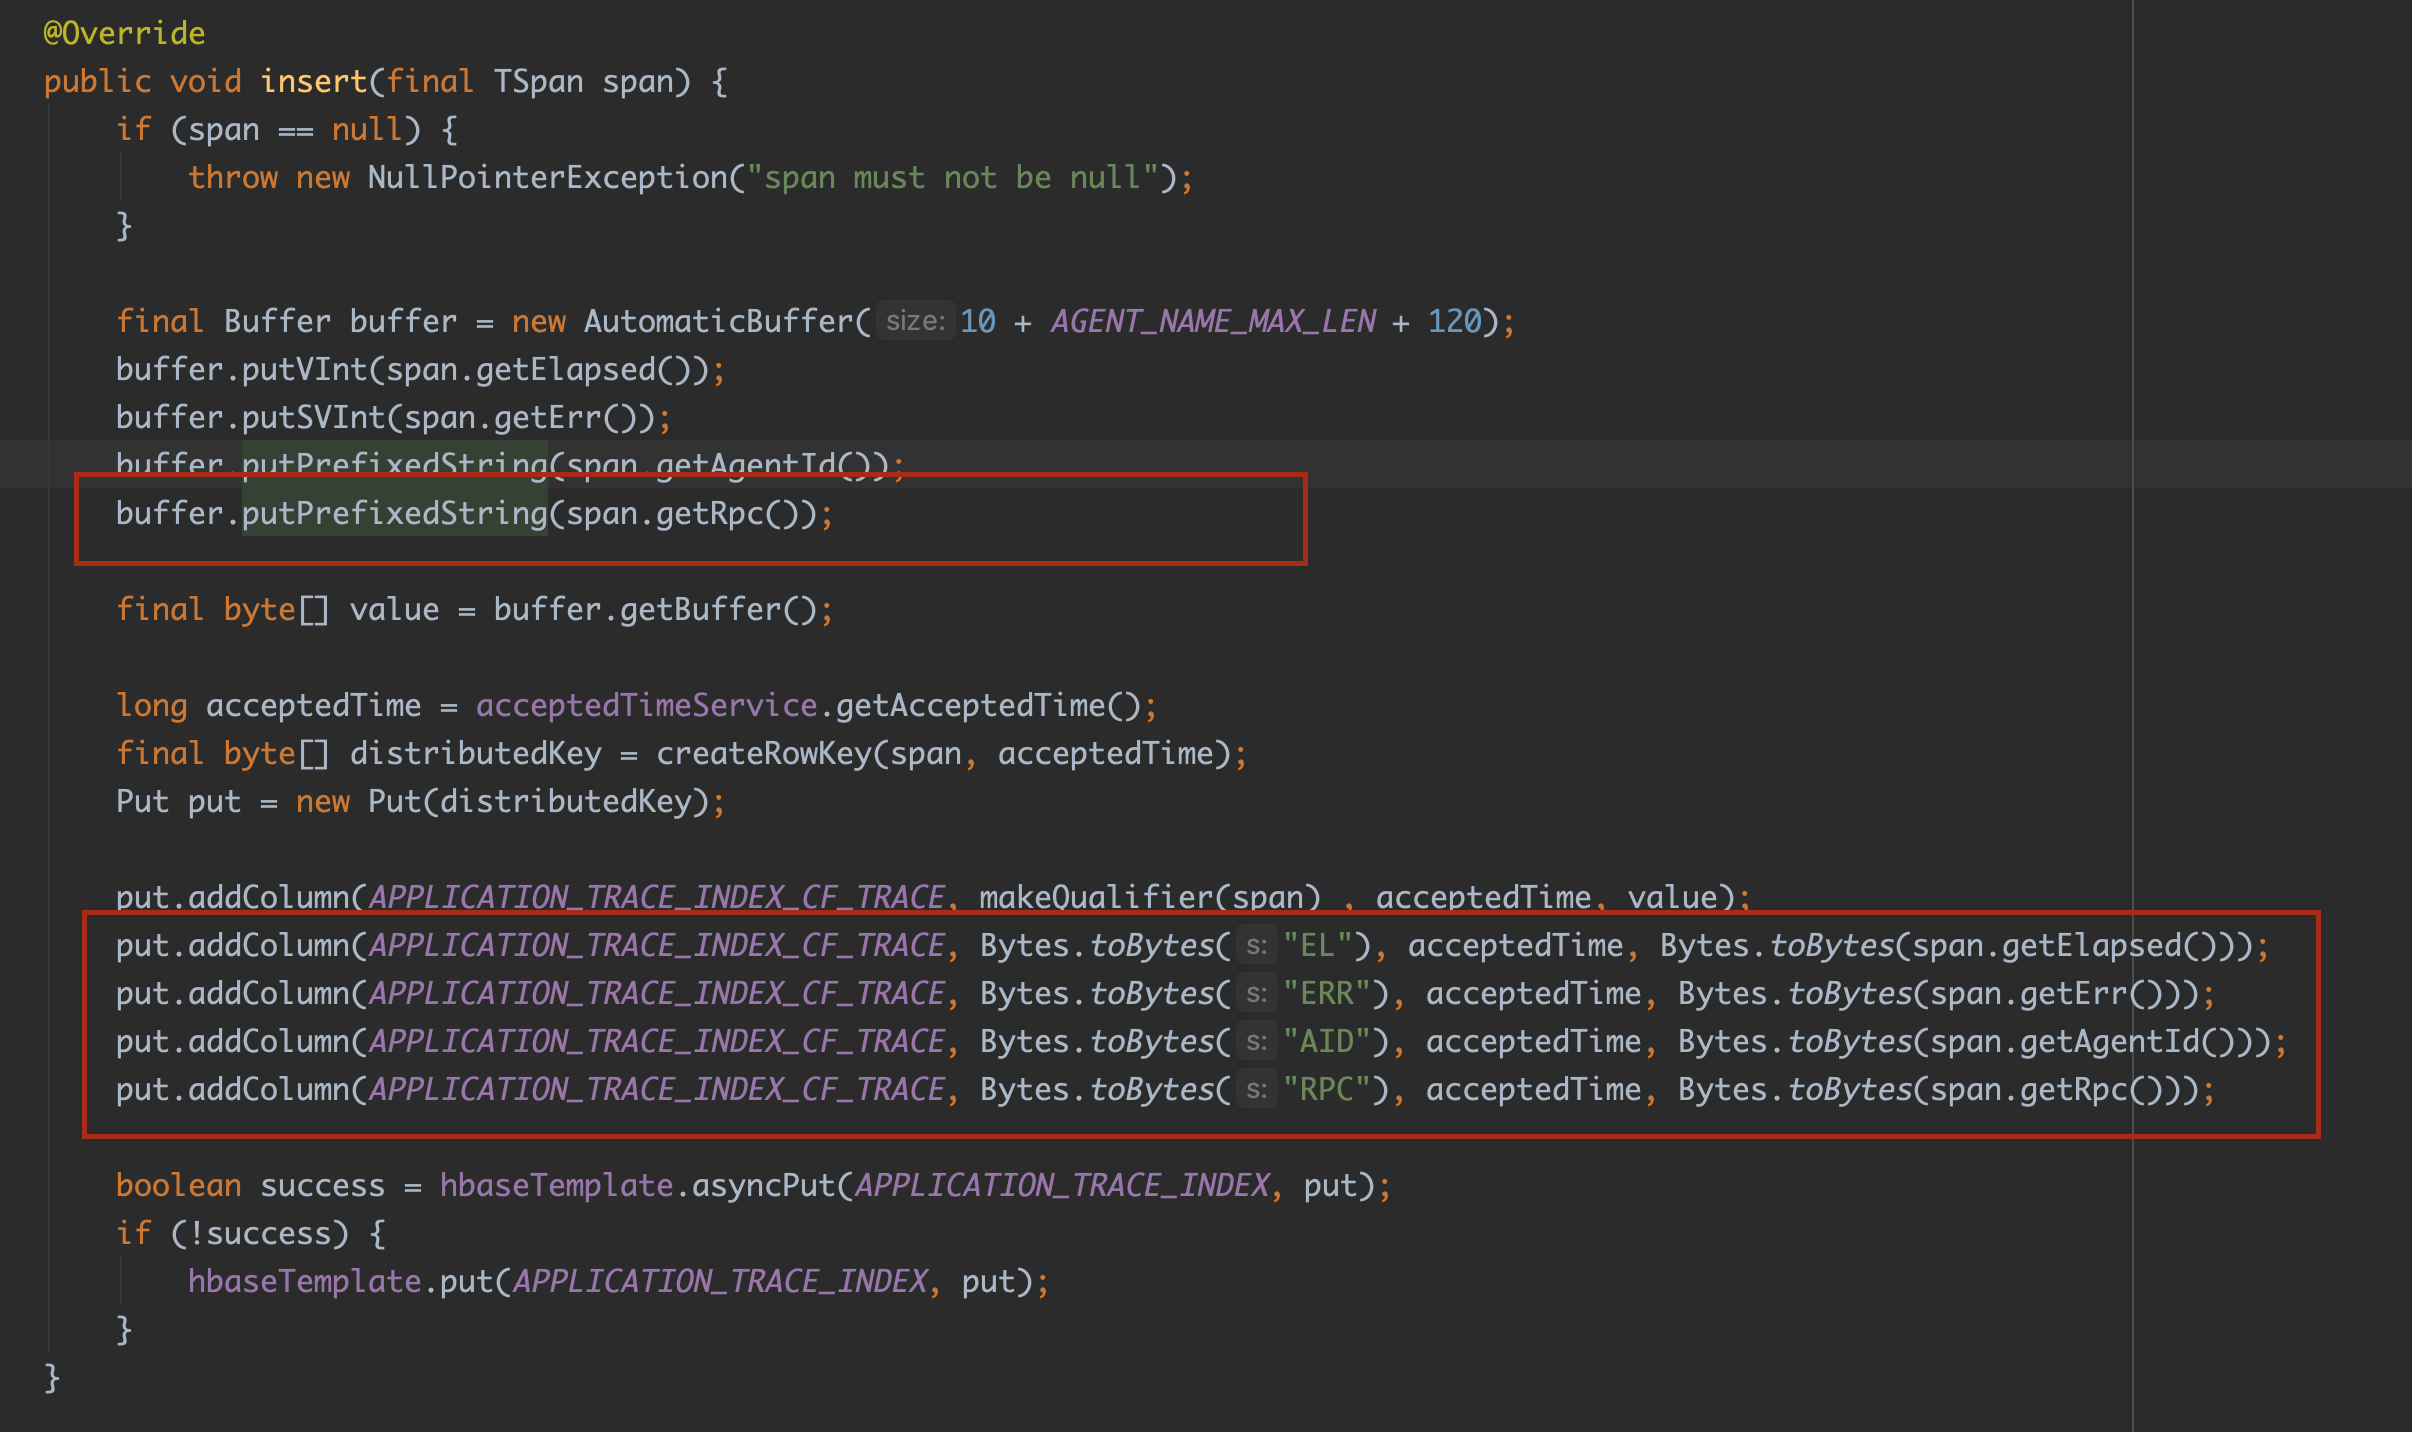 @Override
public void insert(final TSpan span) {
    if (span == null) {
        throw new NullPointerException("span must not be null");
    }
    final Buffer buffer = new AutomaticBuffer( size: 10 + AGENT_NAME_MAX_LEN + 120);
    buffer.putVInt(span.getElapsed());
    buffer.putSVInt(span.getErr());
    buffer.putPrefixedString(span.getAgentId());
    buffer.putPrefixedString(span.getRpc());
    final byte[] value = buffer.getBuffer();
    long acceptedTime = acceptedTimeService.getAcceptedTime();
    final byte[] distributedKey = createRowKey(span, acceptedTime);
    Put put = new Put(distributedKey);
    put.addColumn(APPLICATION_TRACE_INDEX_CF_TRACE, makeQualifier(span) , acceptedTime, value);
    put.addColumn(APPLICATION_TRACE_INDEX_CF_TRACE, Bytes.toBytes( s: "EL"), acceptedTime, Bytes.toBytes(span.getElapsed()));
    put.addColumn(APPLICATION_TRACE_INDEX_CF_TRACE, Bytes.toBytes( s: "ERR"), acceptedTime, Bytes.toBytes(span.getErr()));
    put.addColumn(APPLICATION_TRACE_INDEX_CF_TRACE, Bytes.toBytes( s: "AID"), acceptedTime, Bytes.toBytes(span.getAgentId()));
    put.addColumn(APPLICATION_TRACE_INDEX_CF_TRACE, Bytes.toBytes( s: "RPC"), acceptedTime, Bytes.toBytes(span.getRpc()));
    boolean success = hbaseTemplate.asyncPut(APPLICATION_TRACE_INDEX, put);
    if (!success) {
        hbaseTemplate.put(APPLICATION_TRACE_INDEX, put);
    }
}